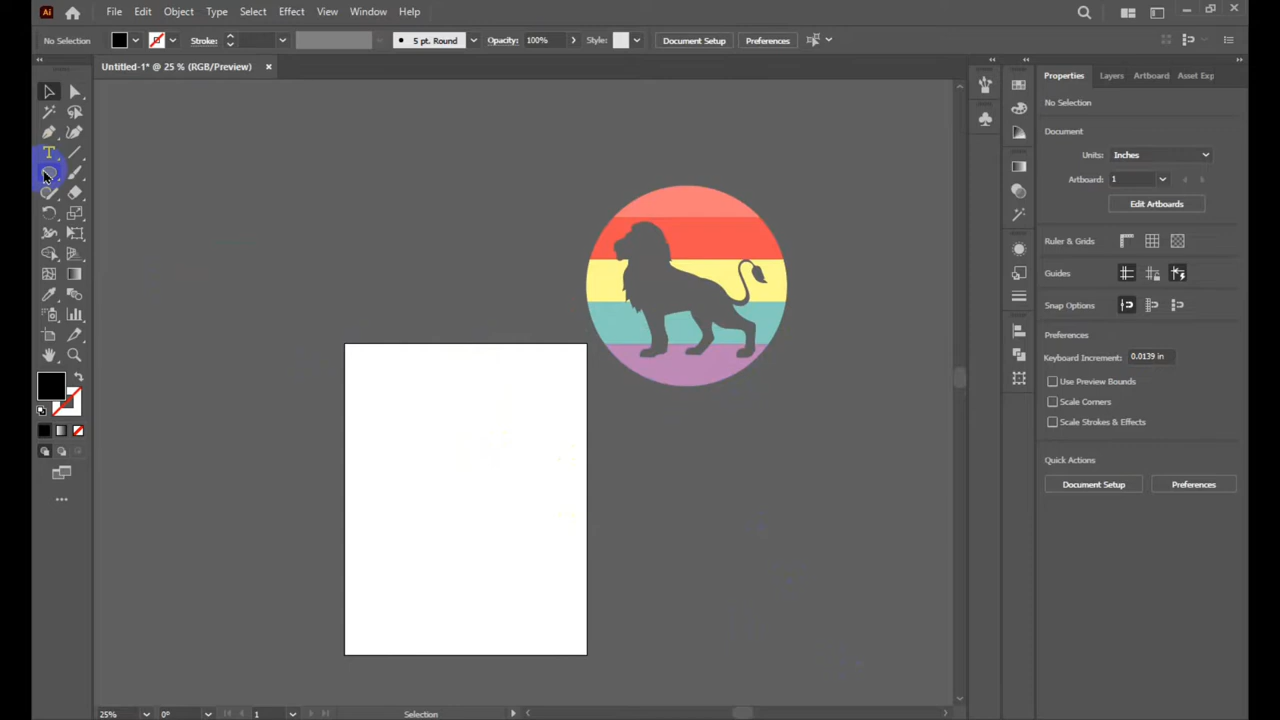 Ai File Edit Object Type Select Effect View Window Help
No Selection Stroke: 5 pt. Round Opacity: 100% Style: Document Setup Preferences
Untitled-1* @ 25 % (RGB/Preview) ×
T
Properties Layers Artboard Asset Exp
No Selection
Document
Units: Inches
Artboard: 1
Edit Artboards
Ruler & Grids
Guides
Snap Options
Preferences
Keyboard Increment: 0.0139 in
Use Preview Bounds
Scale Corners
Scale Strokes & Effects
Quick Actions
Document Setup Preferences
25% 0° 1 Selection